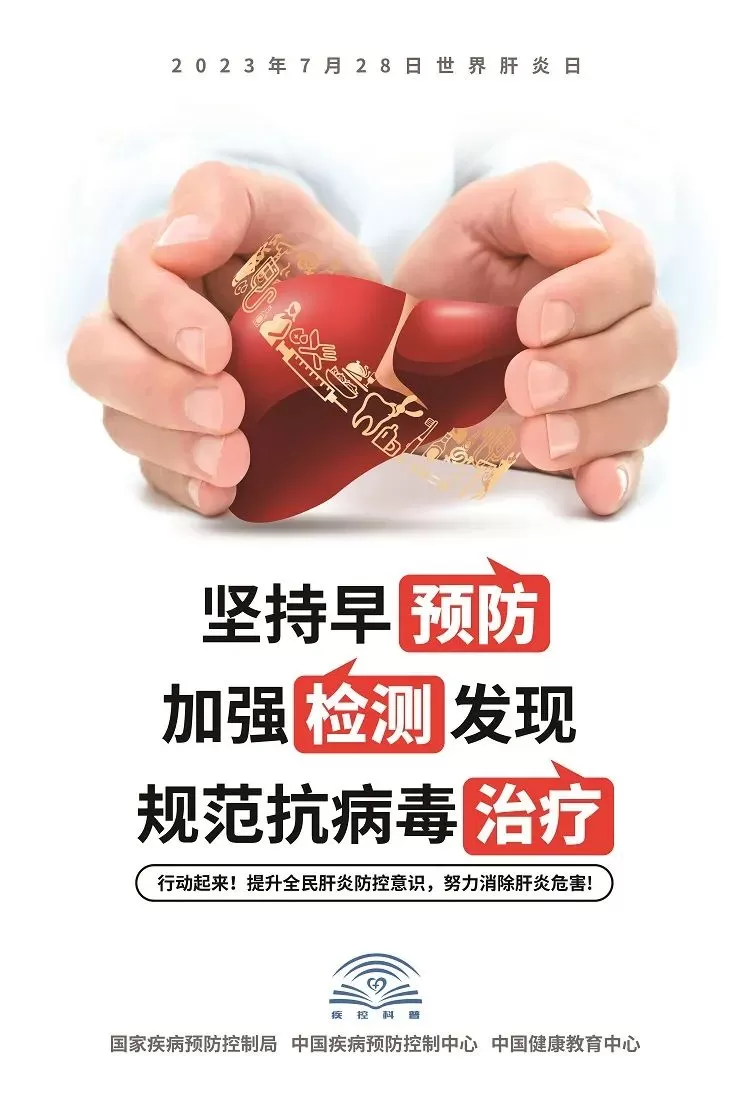 2023年7月28日世界肝炎日
坚持早预防
加强检测发现
规范抗病毒治疗
行动起来！提升全民肝炎防控意识，努力消除肝炎危害！
疾控科普
国家疾病预防控制局 中国疾病预防控制中心 中国健康教育中心